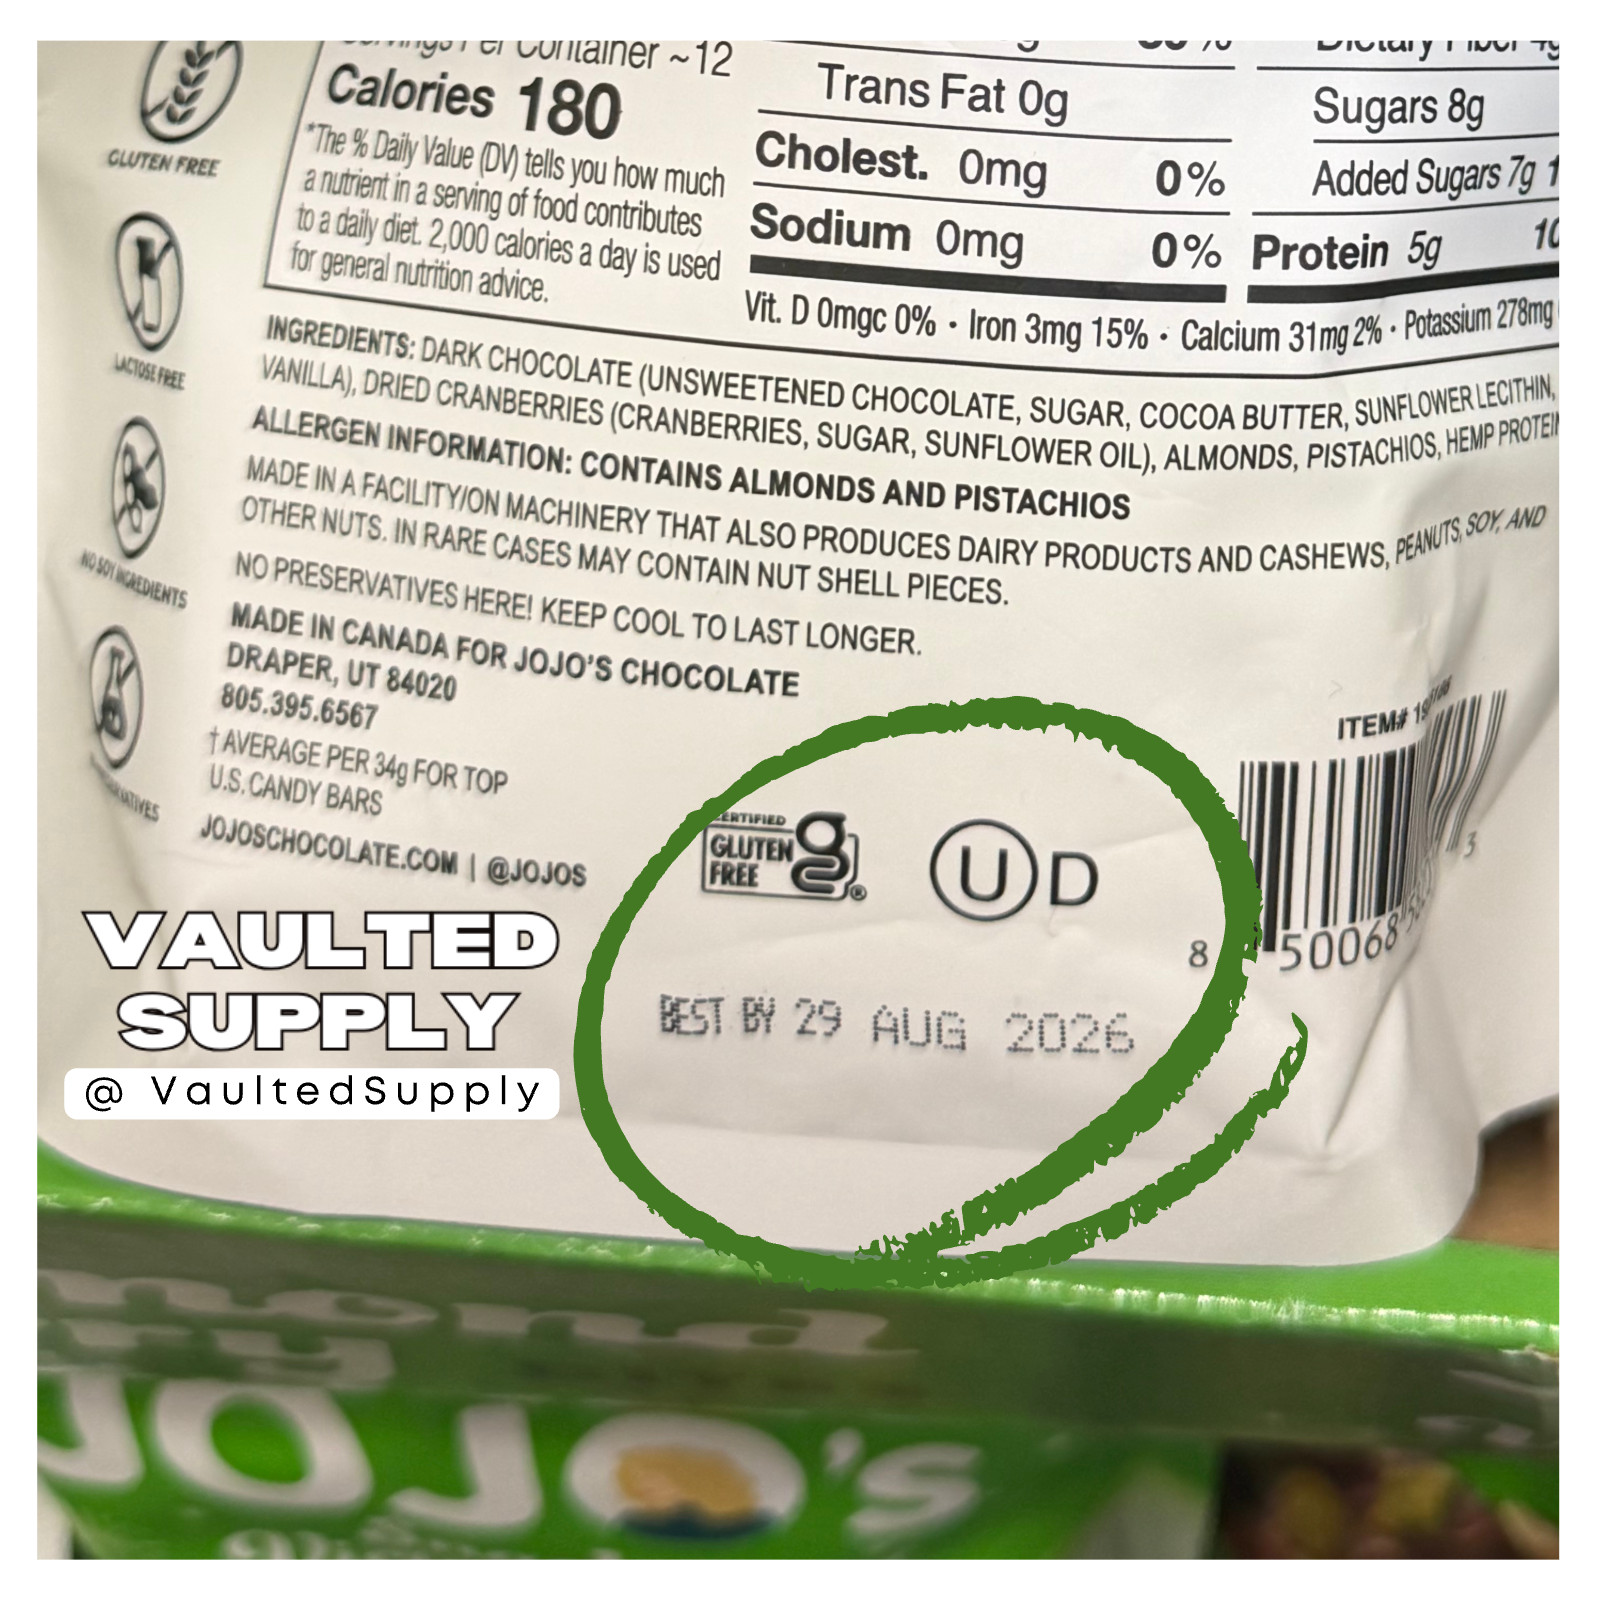 Servings Per Container ~12
Calories 180
*The % Daily Value (DV) tells you how much
a nutrient in a serving of food contributes
to a daily diet. 2,000 calories a day is used
for general nutrition advice.
Trans Fat 0g
Cholest. 0mg 0%
Sodium 0mg 0%
Dietary Fiber 4g
Sugars 8g
Added Sugars 7g
Protein 5g
Vit. D 0mgc 0% • Iron 3mg 15% • Calcium 31mg 2% • Potassium 278mg
GLUTEN FREE
LACTOSE FREE
NO SOY INGREDIENTS
INGREDIENTS: DARK CHOCOLATE (UNSWEETENED CHOCOLATE, SUGAR, COCOA BUTTER, SUNFLOWER LECITHIN,
VANILLA), DRIED CRANBERRIES (CRANBERRIES, SUGAR, SUNFLOWER OIL), ALMONDS, PISTACHIOS, HEMP PROTEIN
ALLERGEN INFORMATION: CONTAINS ALMONDS AND PISTACHIOS
MADE IN A FACILITY/ON MACHINERY THAT ALSO PRODUCES DAIRY PRODUCTS AND CASHEWS, PEANUTS, SOY, AND
OTHER NUTS. IN RARE CASES MAY CONTAIN NUT SHELL PIECES.
NO PRESERVATIVES HERE! KEEP COOL TO LAST LONGER.
MADE IN CANADA FOR JOJO'S CHOCOLATE
DRAPER, UT 84020
805.395.6567
† AVERAGE PER 34g FOR TOP
U.S. CANDY BARS
JOJOSCHOCOLATE.COM | @JOJOS
ITEM#
CERTIFIED
GLUTEN
FREE
®
U D
8 50068 3
BEST BY 29 AUG 2026
VAULTED
SUPPLY
@ VaultedSupply
JOJO's